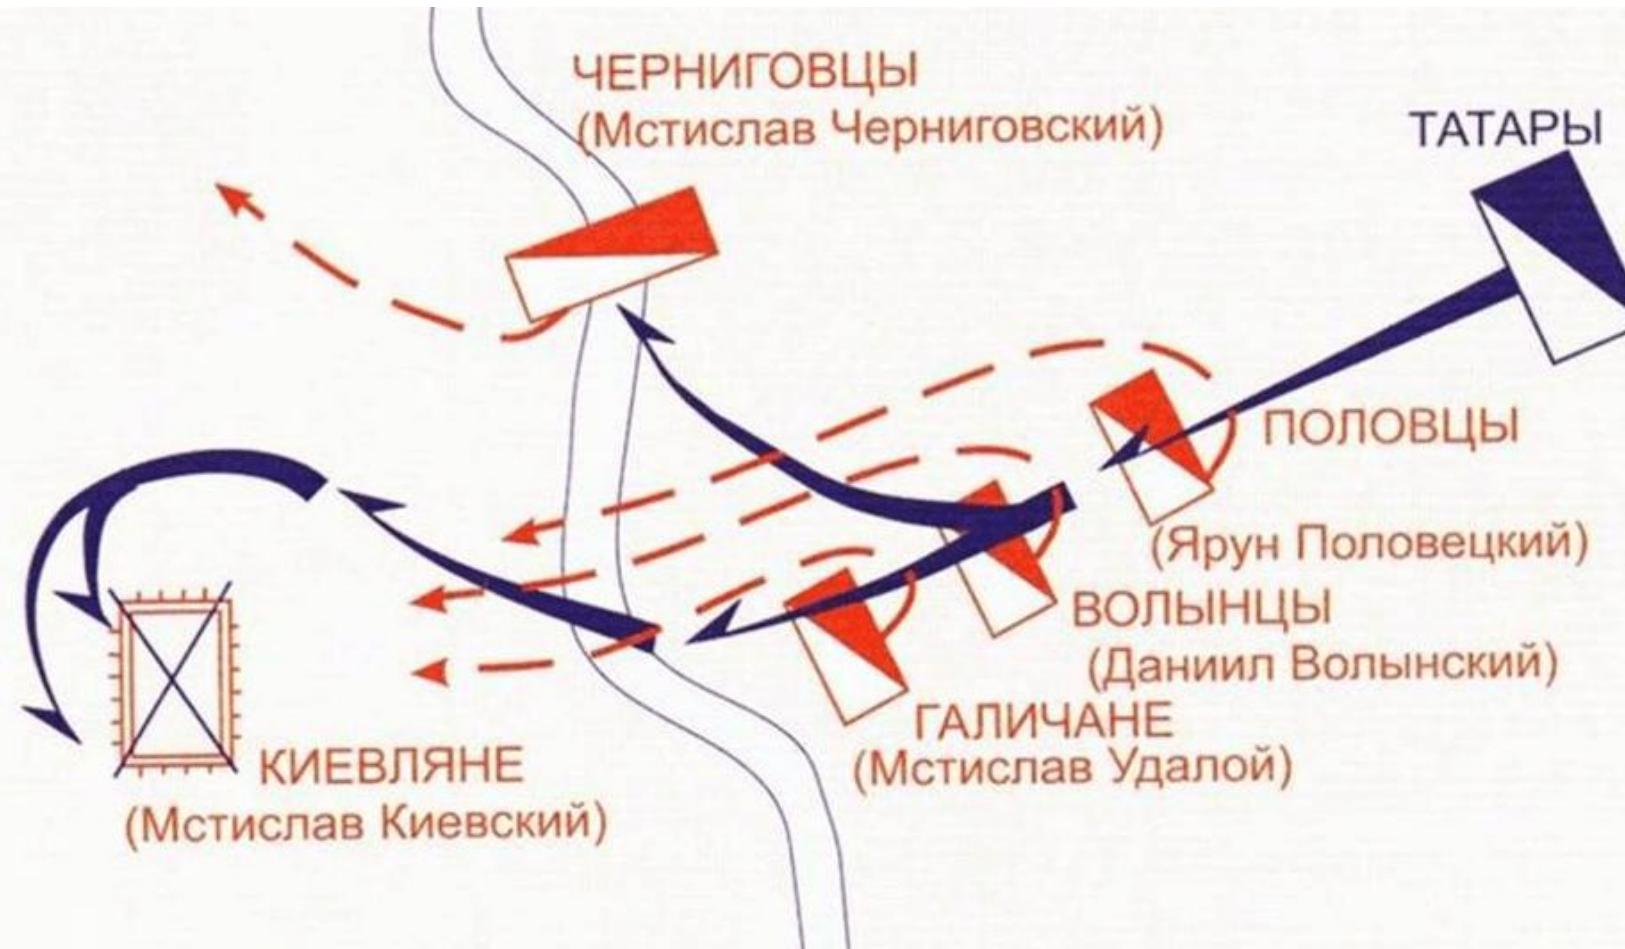 ЧЕРНИГОВЦЫ
(Мстислав Черниговский)
ТАТАРЫ
ПОЛОВЦЫ
(Ярун Половецкий)
ВОЛЫНЦЫ
(Даниил Волынский)
ГАЛИЧАНЕ
(Мстислав Удалой)
КИЕВЛЯНЕ
(Мстислав Киевский)